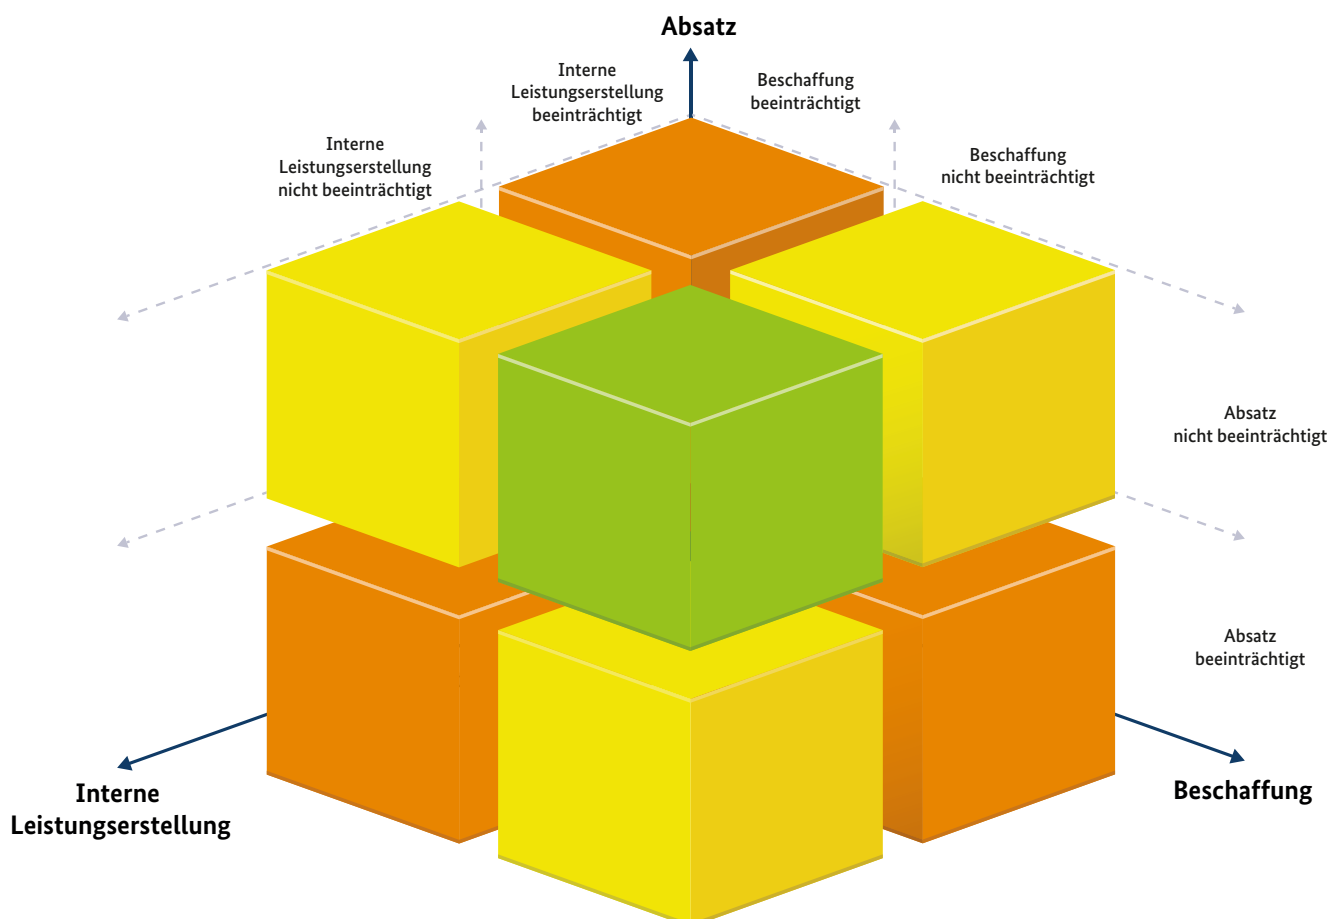 Absatz
Interne
Leistungserstellung
beeinträchtigt
Beschaffung
beeinträchtigt
Interne
Leistungserstellung
nicht beeinträchtigt
Beschaffung
nicht beeinträchtigt
Absatz
nicht beeinträchtigt
Absatz
beeinträchtigt
Interne
Leistungserstellung
Beschaffung